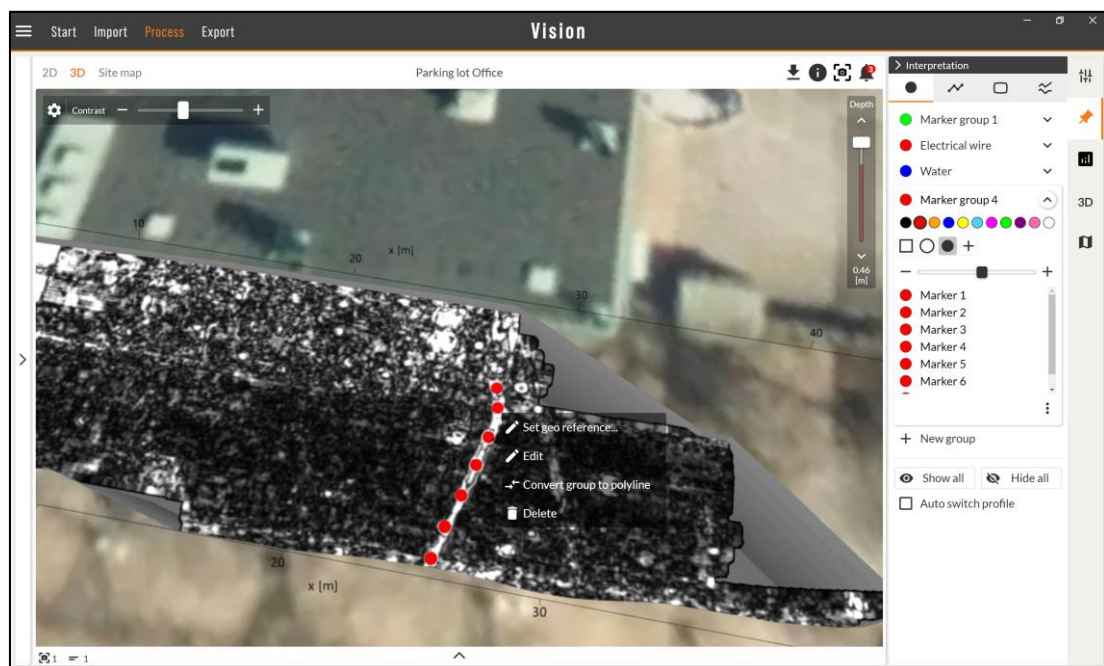 Start Import Process Export Vision
2D 3D Site map Parking lot Office 3
Contrast
Depth
0.46
[m]
10
x [m]
20
30
40
20
x [m]
30
Set geo reference...
Edit
Convert group to polyline
Delete
1 1
Interpretation
Marker group 1
Electrical wire
Water
Marker group 4
Marker 1
Marker 2
Marker 3
Marker 4
Marker 5
Marker 6
New group
Show all Hide all
Auto switch profile
3D